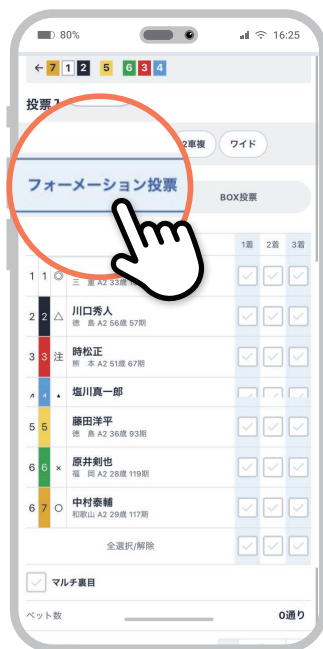 80% 16:25
← 7 1 2 5 6 3 4
投票
2車複 ワイド
フォーメーション投票
BOX投票
1着 2着 3着
1 1 ◎
三 重 A2 33歳
2 2 △ 川口秀人
徳 島 A2 56歳 57期
3 3 注 時松正
熊 本 A2 51歳 67期
4 4 ▲ 塩川真一郎
5 5 藤田洋平
徳 島 A2 36歳 93期
6 6 × 原井剣也
福 岡 A2 28歳 119期
6 7 ○ 中村泰輔
和歌山 A2 29歳 117期
全選択/解除
マルチ裏目
ベット数 0通り